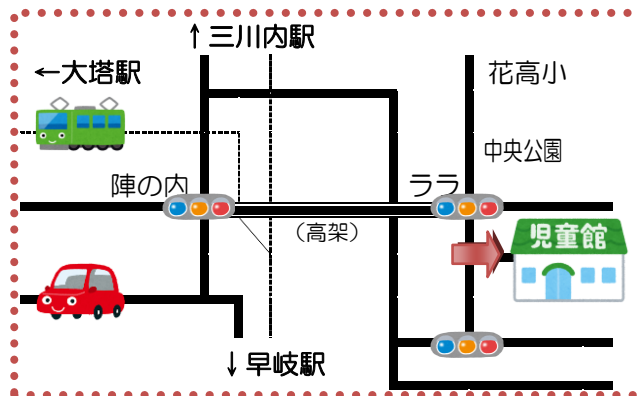 ↑三川内駅
←大塔駅
花高小
中央公園
陣の内
ララ
（高架）
児童館
↓早岐駅